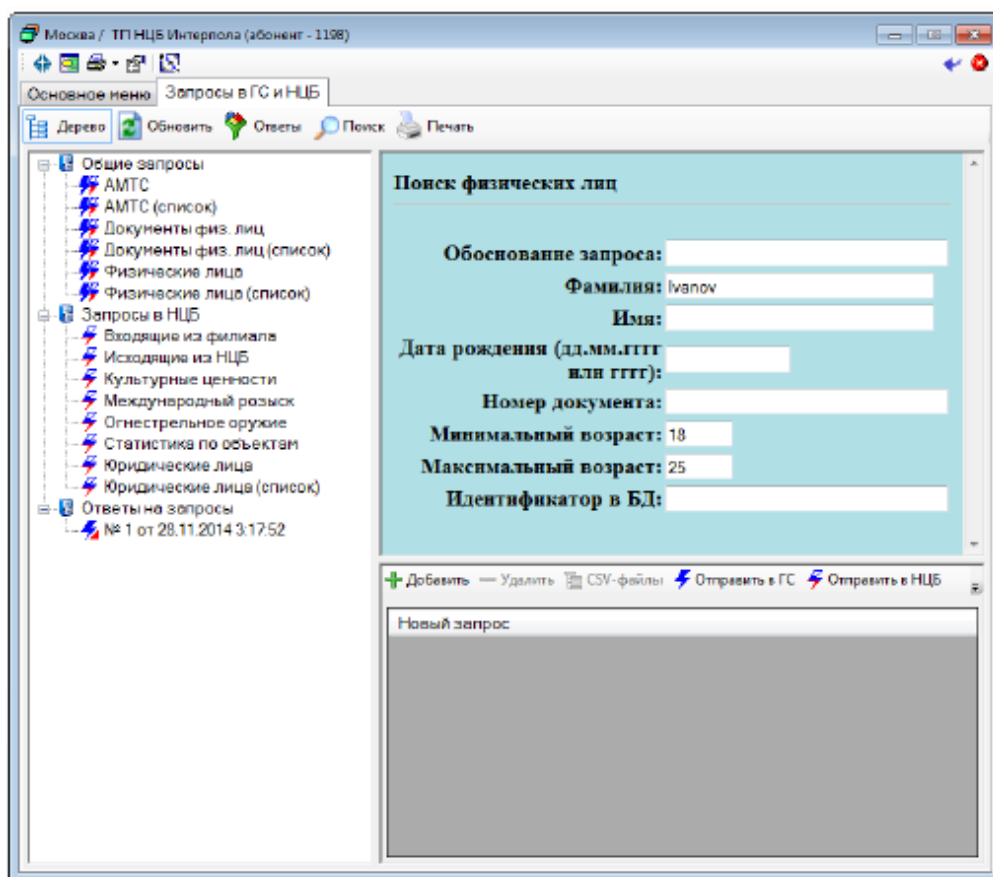 Москва / ТП НЦБ Интерпола (абонент - 1198)
Основное меню Запросы в ГС и НЦБ
Дерево Обновить Ответы Поиск Печать
Общие запросы
АМТС
АМТС (список)
Документы физ. лиц
Документы физ. лиц (список)
Физические лица
Физические лица (список)
Запросы в НЦБ
Входящие из филиала
Исходящие из НЦБ
Культурные ценности
Международный розыск
Огнестрельное оружие
Статистика по объектам
Юридические лица
Юридические лица (список)
Ответы на запросы
№ 1 от 28.11.2014 3:17:52
Поиск физических лиц
Обоснование запроса:
Фамилия: Ivanov
Имя:
Дата рождения (дд.мм.гггг
или гггг):
Номер документа:
Минимальный возраст: 18
Максимальный возраст: 25
Идентификатор в БД:
Добавить Удалить CSV-файлы Отправить в ГС Отправить в НЦБ
Новый запрос